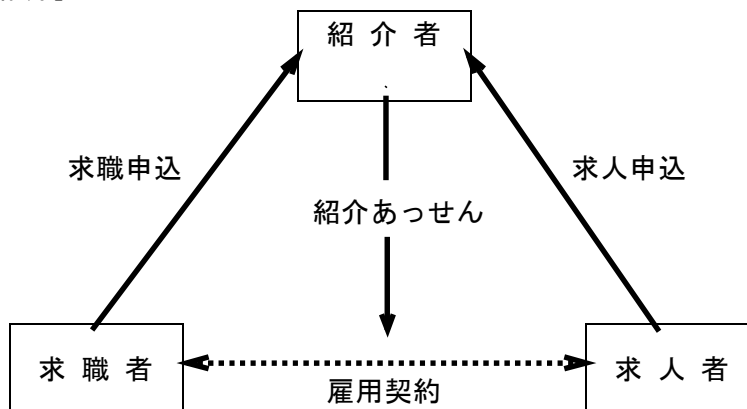 紹 介 者
求職申込
求人申込
紹介あっせん
求 職 者
求 人 者
雇用契約